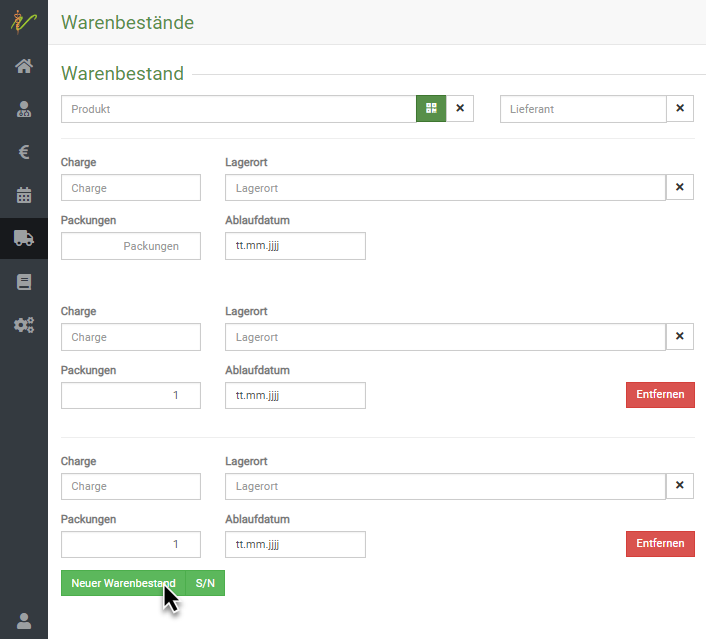 Warenbestände
Warenbestand
Produkt
Lieferant
Charge
Lagerort
Charge
Lagerort
Packungen
Ablaufdatum
Packungen
tt.mm.jjjj
Charge
Lagerort
Charge
Lagerort
Packungen
Ablaufdatum
1
tt.mm.jjjj
Entfernen
Charge
Lagerort
Charge
Lagerort
Packungen
Ablaufdatum
1
tt.mm.jjjj
Entfernen
Neuer Warenbestand
S/N